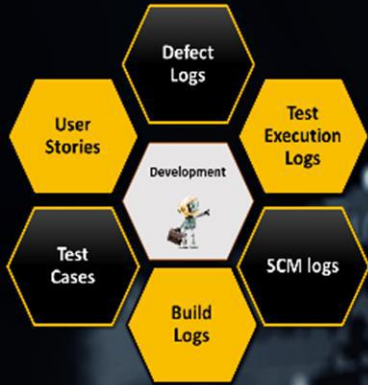 Defect
Logs
User
Stories
Test
Execution
Logs
Development
Test
Cases
SCM logs
Build
Logs